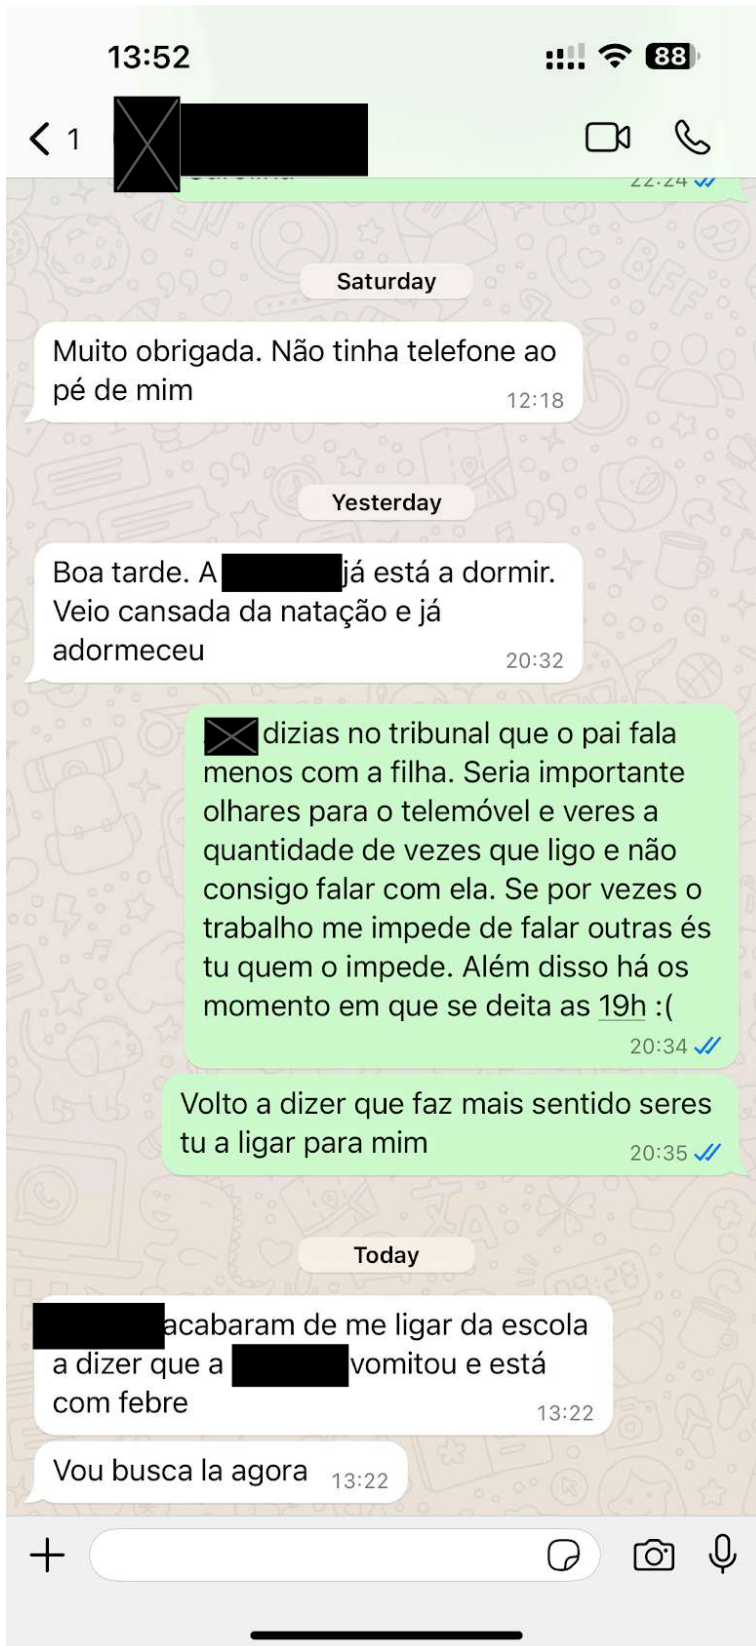 13:52
88
1
22:24
Saturday
Muito obrigada. Não tinha telefone ao
pé de mim
12:18
Yesterday
Boa tarde. A já está a dormir.
Veio cansada da natação e já
adormeceu
20:32
dizias no tribunal que o pai fala
menos com a filha. Seria importante
olhares para o telemóvel e veres a
quantidade de vezes que ligo e não
consigo falar com ela. Se por vezes o
trabalho me impede de falar outras és
tu quem o impede. Além disso há os
momento em que se deita as 19h :(
20:34
Volto a dizer que faz mais sentido seres
tu a ligar para mim
20:35
Today
acabaram de me ligar da escola
a dizer que a vomitou e está
com febre
13:22
Vou busca la agora
13:22